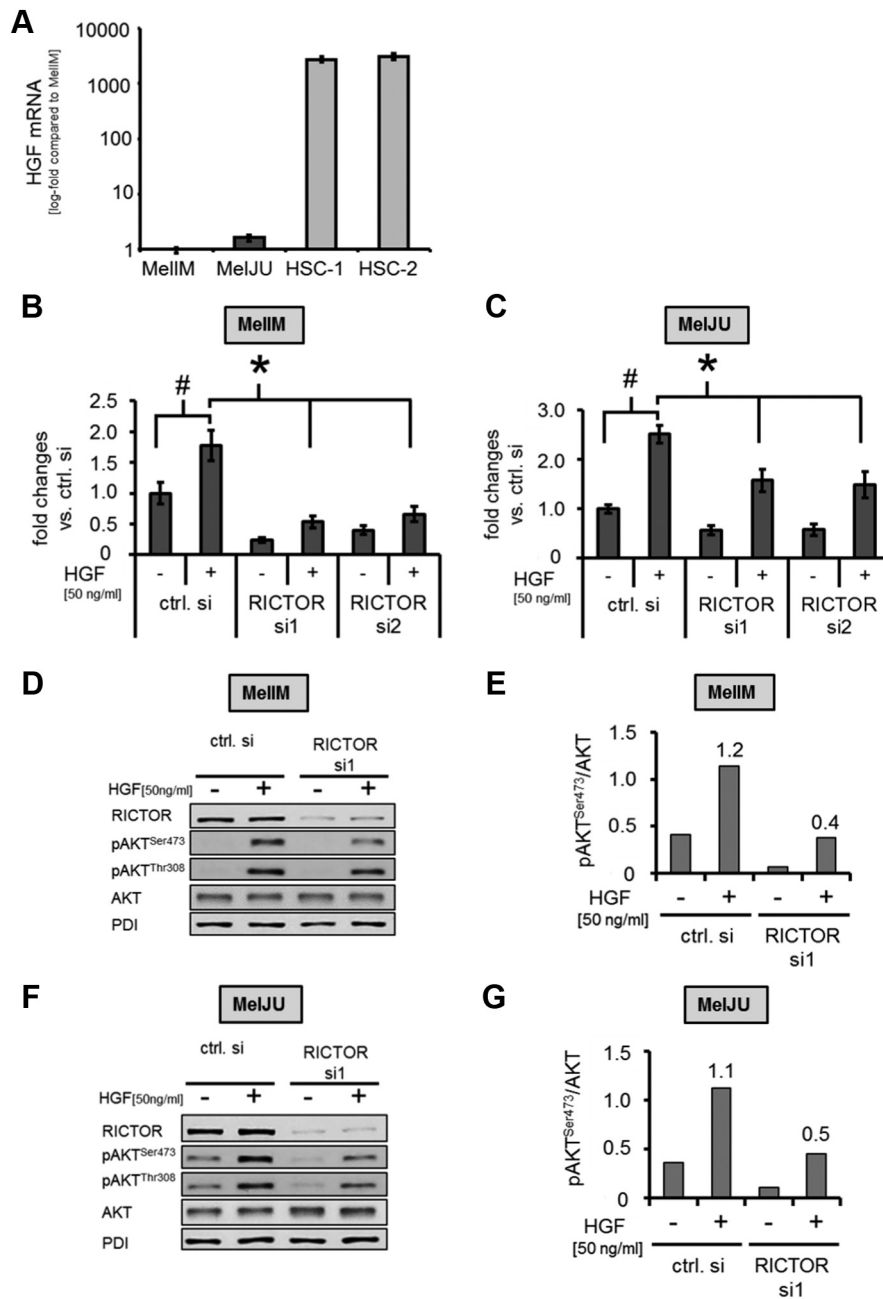 A
HGF mRNA
[log-fold compared to MelIM]
10000
1000
100
10
1
MelIM MelJU HSC-1 HSC-2
B
MelIM
# *
fold changes
vs. ctrl. si
2.5
2.0
1.5
1.0
0.5
0
HGF
[50 ng/ml]
- + - + - +
ctrl. si RICTOR si1 RICTOR si2
C
MelJU
# *
fold changes
vs. ctrl. si
3.0
2.0
1.0
0
HGF
[50 ng/ml]
- + - + - +
ctrl. si RICTOR si1 RICTOR si2
D
MelIM
ctrl. si RICTOR si1
HGF[50ng/ml] - + - +
RICTOR
pAKTSer473
pAKTThr308
AKT
PDI
E
MelIM
pAKTSer473/AKT
1.5
1.0
0.5
0
1.2
0.4
HGF
[50 ng/ml]
- + - +
ctrl. si RICTOR si1
F
MelJU
ctrl. si RICTOR si1
HGF[50ng/ml] - + - +
RICTOR
pAKTSer473
pAKTThr308
AKT
PDI
G
MelJU
pAKTSer473/AKT
1.5
1.0
0.5
0
1.1
0.5
HGF
[50 ng/ml]
- + - +
ctrl. si RICTOR si1